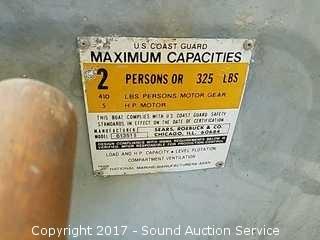 U.S. COAST GUARD
MAXIMUM CAPACITIES
2 PERSONS OR 325 LBS
410 LBS. PERSONS, MOTOR, GEAR
5 H.P. MOTOR
THIS BOAT COMPLIES WITH U.S. COAST GUARD SAFETY
STANDARDS IN EFFECT ON THE DATE OF CERTIFICATION
MANUFACTURER SEARS, ROEBUCK & CO.
MODEL CHICAGO, ILL. 60684
LOAD AND H.P. CAPACITY • LEVEL FLOTATION
COMPARTMENT VENTILATION
NATIONAL MARINE MANUFACTURERS ASSN.
Copyright 2017 - Sound Auction Service